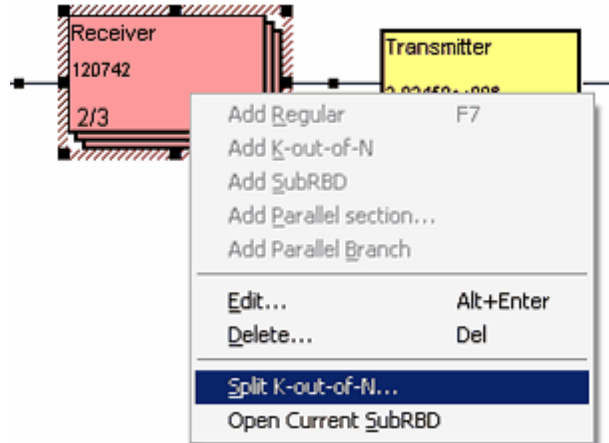 Receiver
120742
2/3
Transmitter
Add Regular F7
Add K-out-of-N
Add SubRBD
Add Parallel section...
Add Parallel Branch
Edit... Alt+Enter
Delete... Del
Split K-out-of-N...
Open Current SubRBD